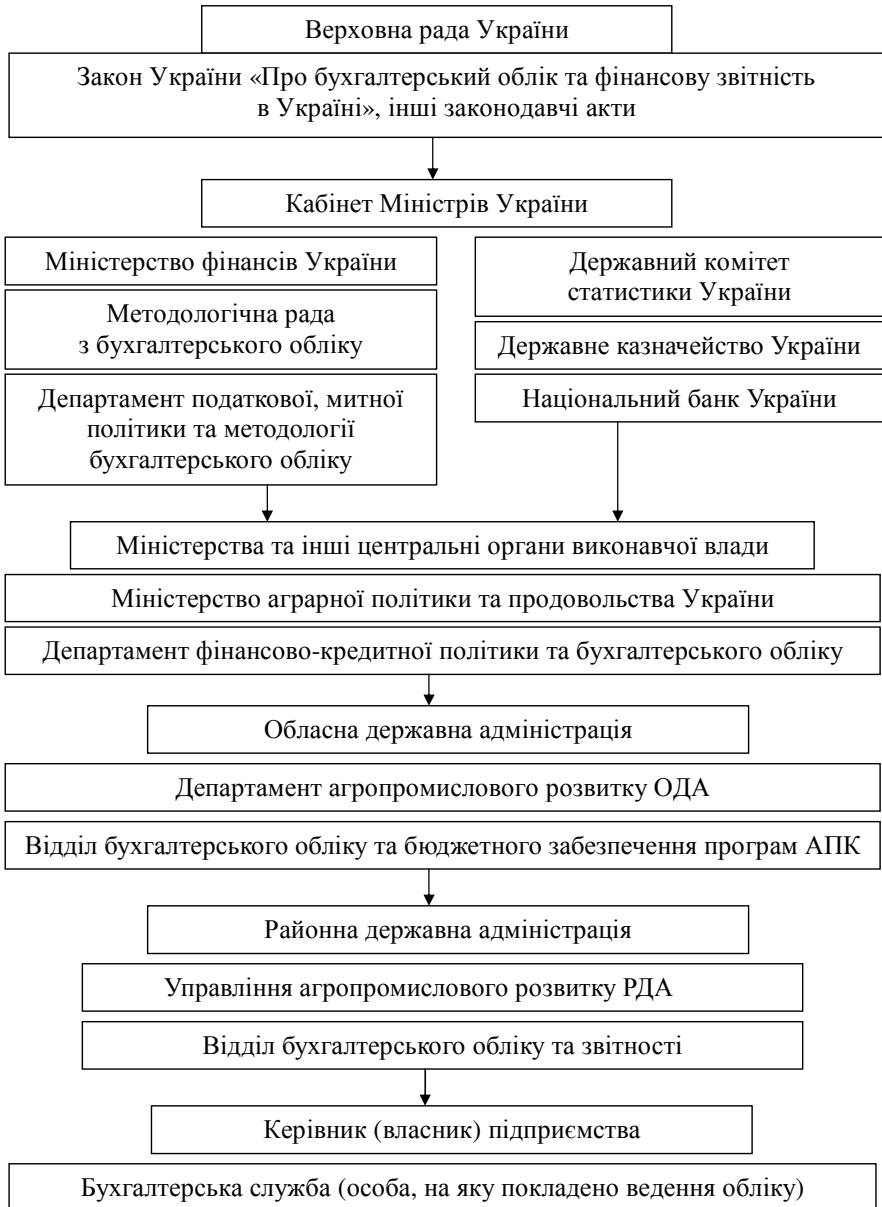 Верховна рада України
Закон України «Про бухгалтерський облік та фінансову звітність
в Україні», інші законодавчі акти
Кабінет Міністрів України
Міністерство фінансів України
Методологічна рада
з бухгалтерського обліку
Департамент податкової, митної
політики та методології
бухгалтерського обліку
Державний комітет
статистики України
Державне казначейство України
Національний банк України
Міністерства та інші центральні органи виконавчої влади
Міністерство аграрної політики та продовольства України
Департамент фінансово-кредитної політики та бухгалтерського обліку
Обласна державна адміністрація
Департамент агропромислового розвитку ОДА
Відділ бухгалтерського обліку та бюджетного забезпечення програм АПК
Районна державна адміністрація
Управління агропромислового розвитку РДА
Відділ бухгалтерського обліку та звітності
Керівник (власник) підприємства
Бухгалтерська служба (особа, на яку покладено ведення обліку)